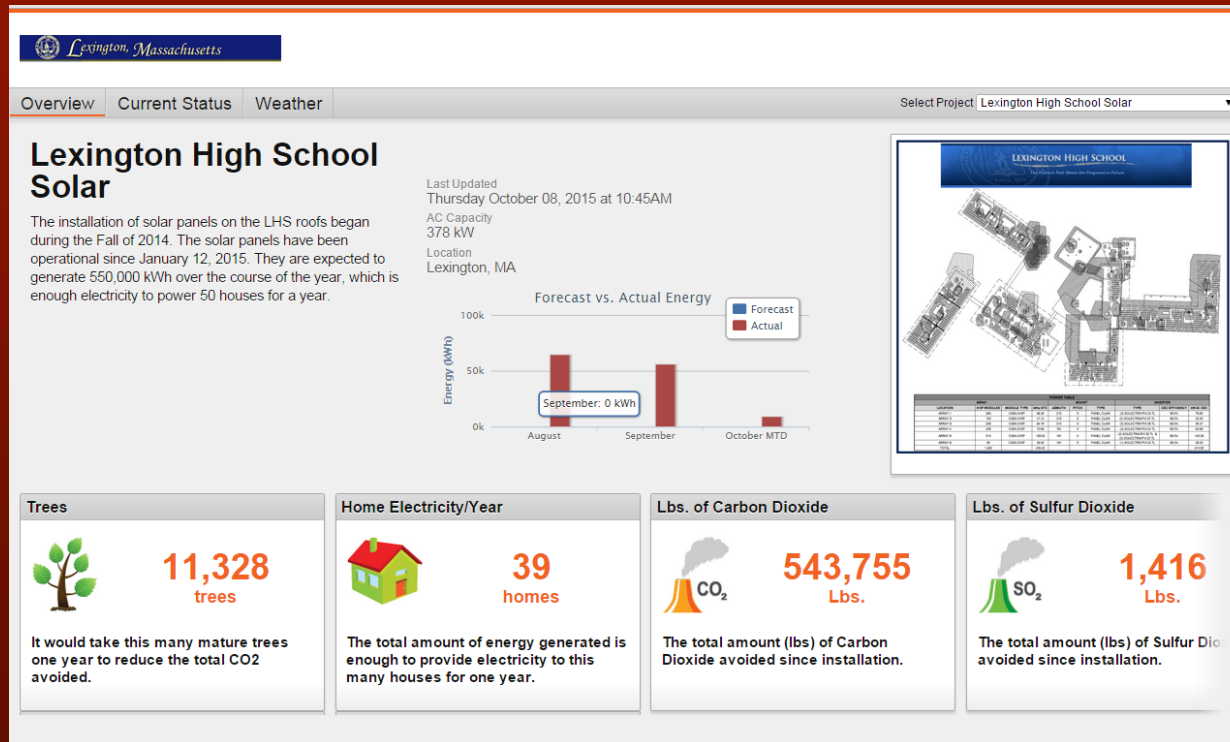 Lexington, Massachusetts
Overview Current Status Weather
Select Project Lexington High School Solar
Lexington High School
Solar
The installation of solar panels on the LHS roofs began
during the Fall of 2014. The solar panels have been
operational since January 12, 2015. They are expected to
generate 550,000 kWh over the course of the year, which is
enough electricity to power 50 houses for a year.
Last Updated
Thursday October 08, 2015 at 10:45AM
AC Capacity
378 kW
Location
Lexington, MA
Forecast vs. Actual Energy
Forecast
Actual
Energy (kWh)
100k
50k
0k
September: 0 kWh
August September October MTD
LEXINGTON HIGH SCHOOL
POWER TABLE
Trees
11,328
trees
It would take this many mature trees
one year to reduce the total CO2
avoided.
Home Electricity/Year
39
homes
The total amount of energy generated is
enough to provide electricity to this
many houses for one year.
Lbs. of Carbon Dioxide
CO₂
543,755
Lbs.
The total amount (lbs) of Carbon
Dioxide avoided since installation.
Lbs. of Sulfur Dioxide
SO₂
1,416
Lbs.
The total amount (lbs) of Sulfur Dio
avoided since installation.